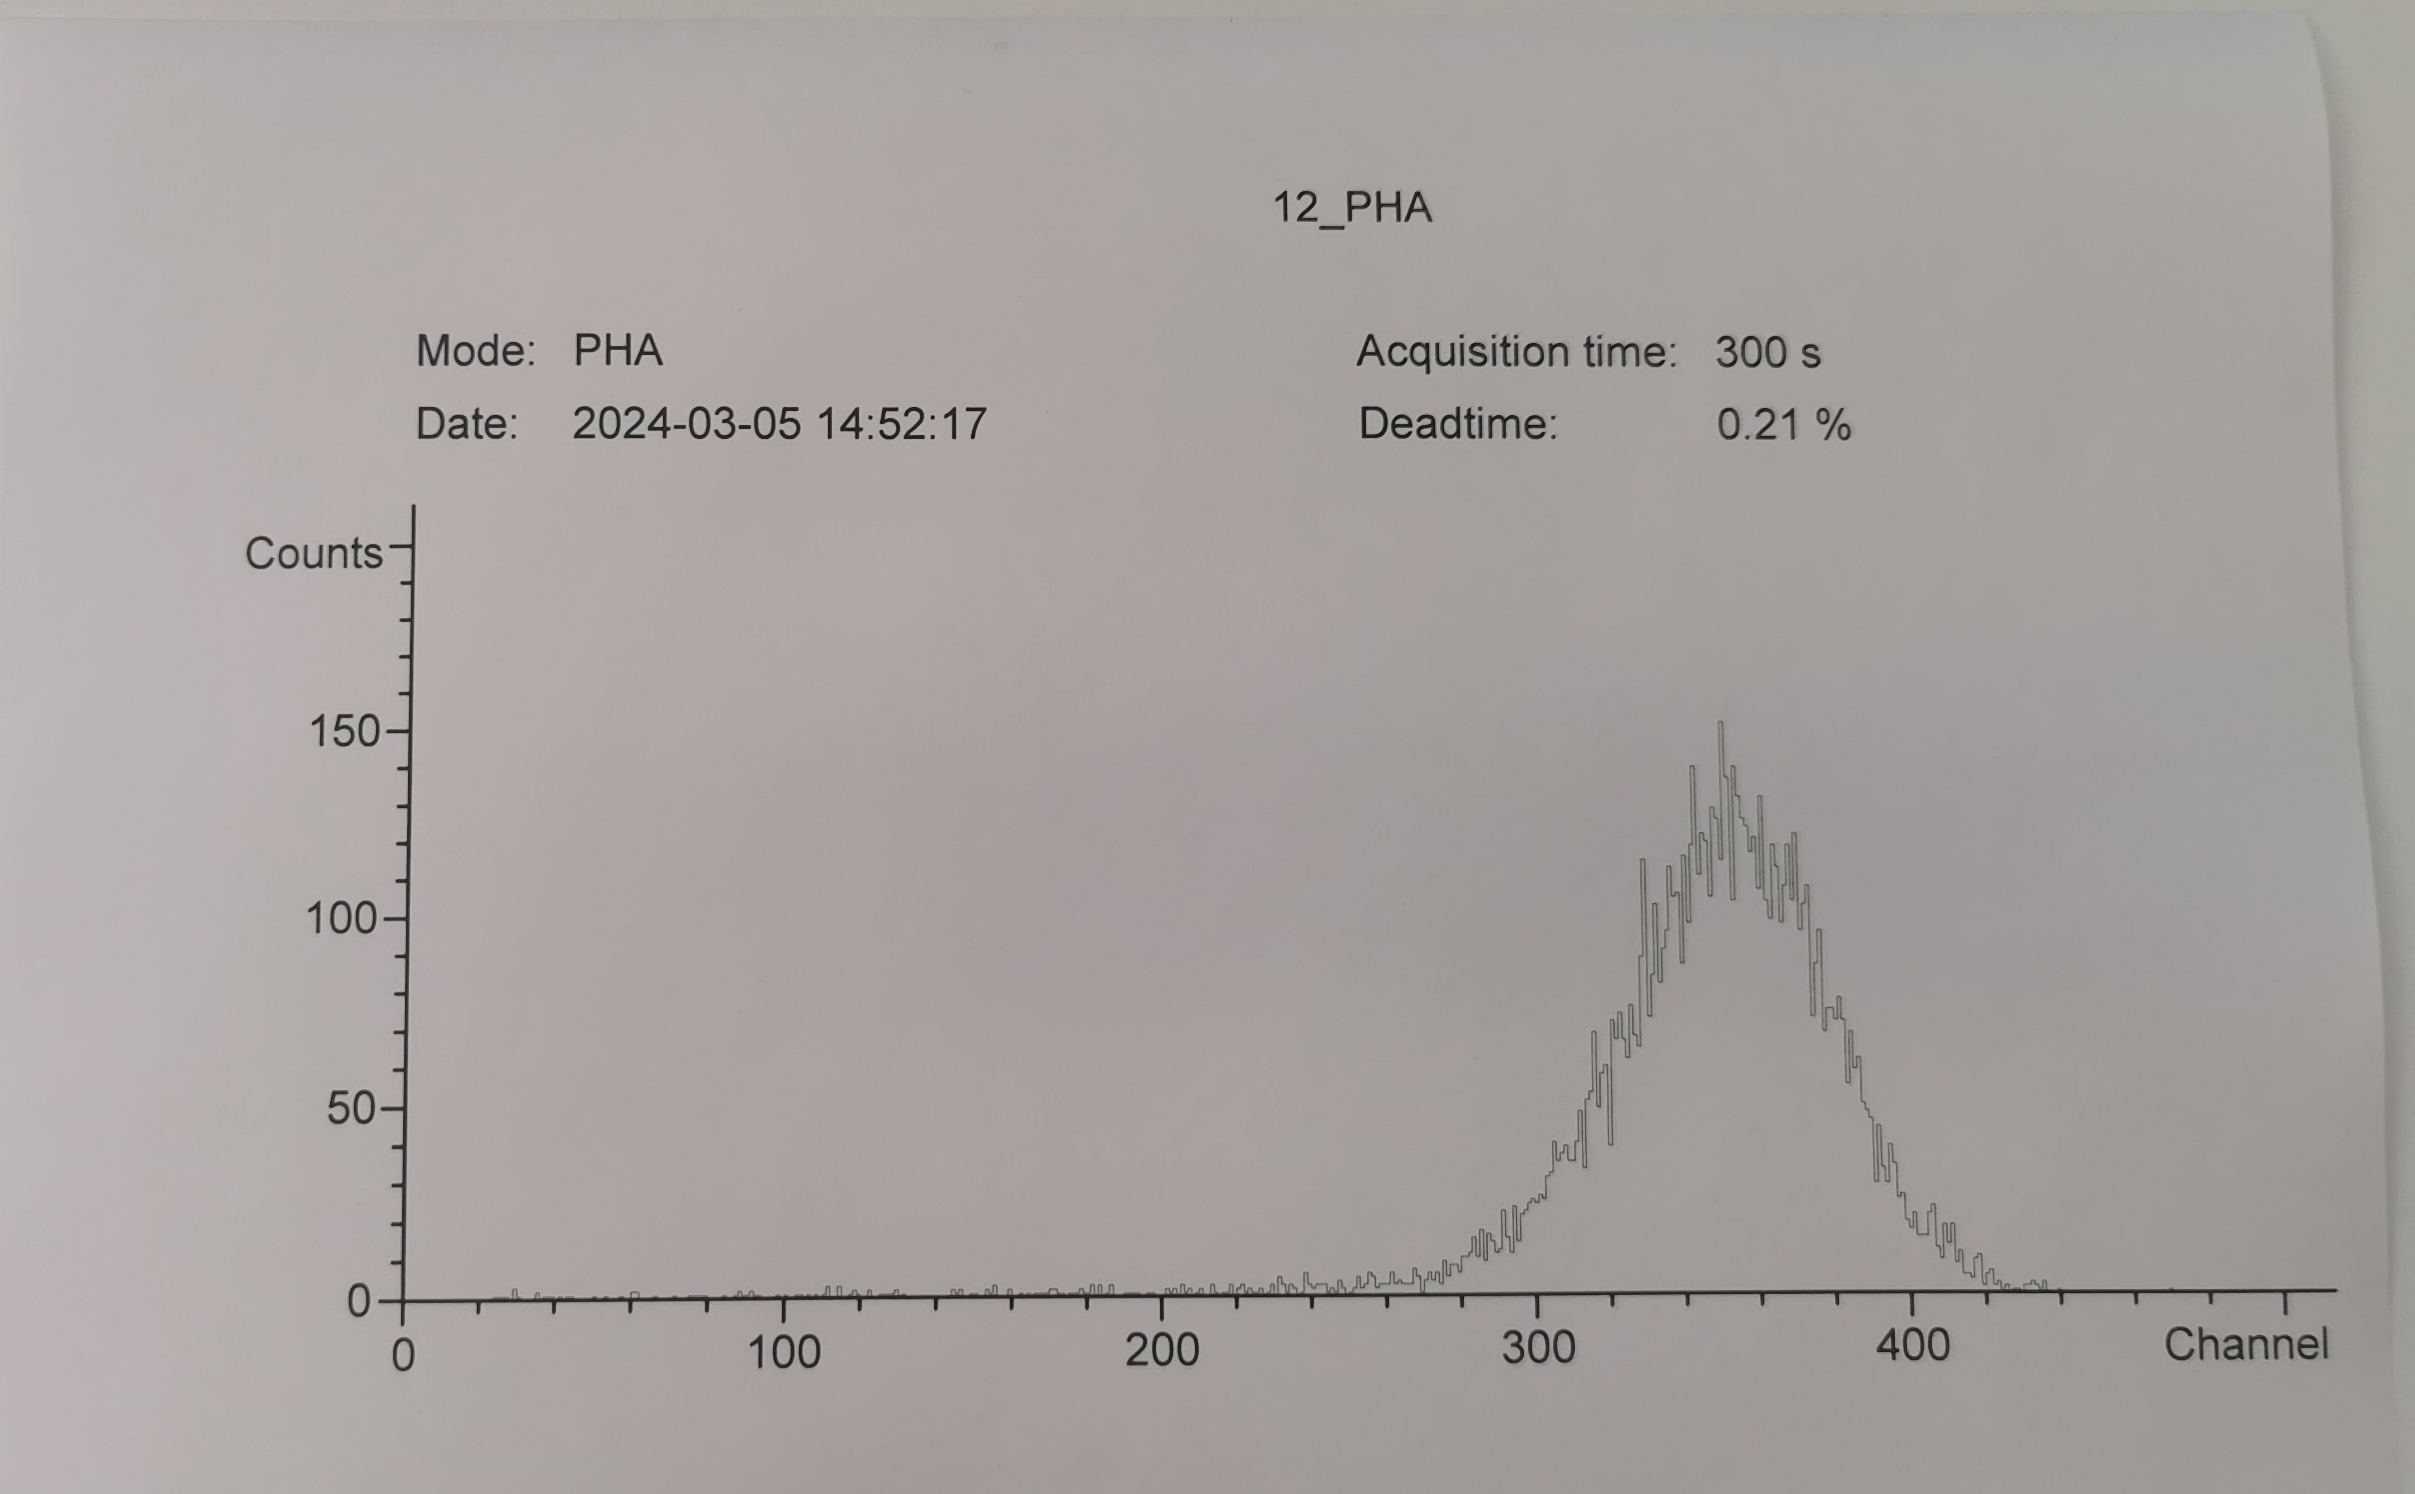 12_PHA
Mode: PHA
Acquisition time: 300 s
Date: 2024-03-05 14:52:17
Deadtime: 0.21 %
Counts
150
100
50
0
0 100 200 300 400 Channel